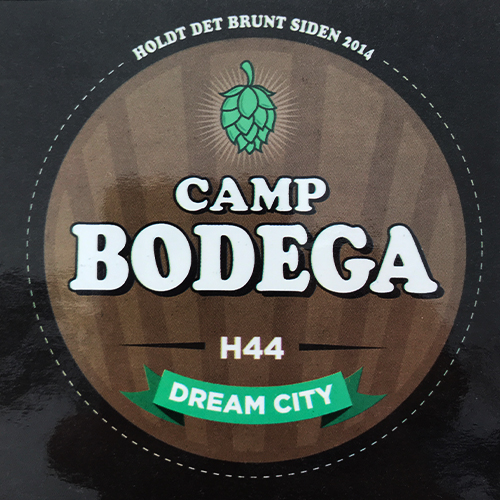 HOLDT DET BRUNT SIDEN 2014
CAMP
BODEGA
H44
DREAM CITY